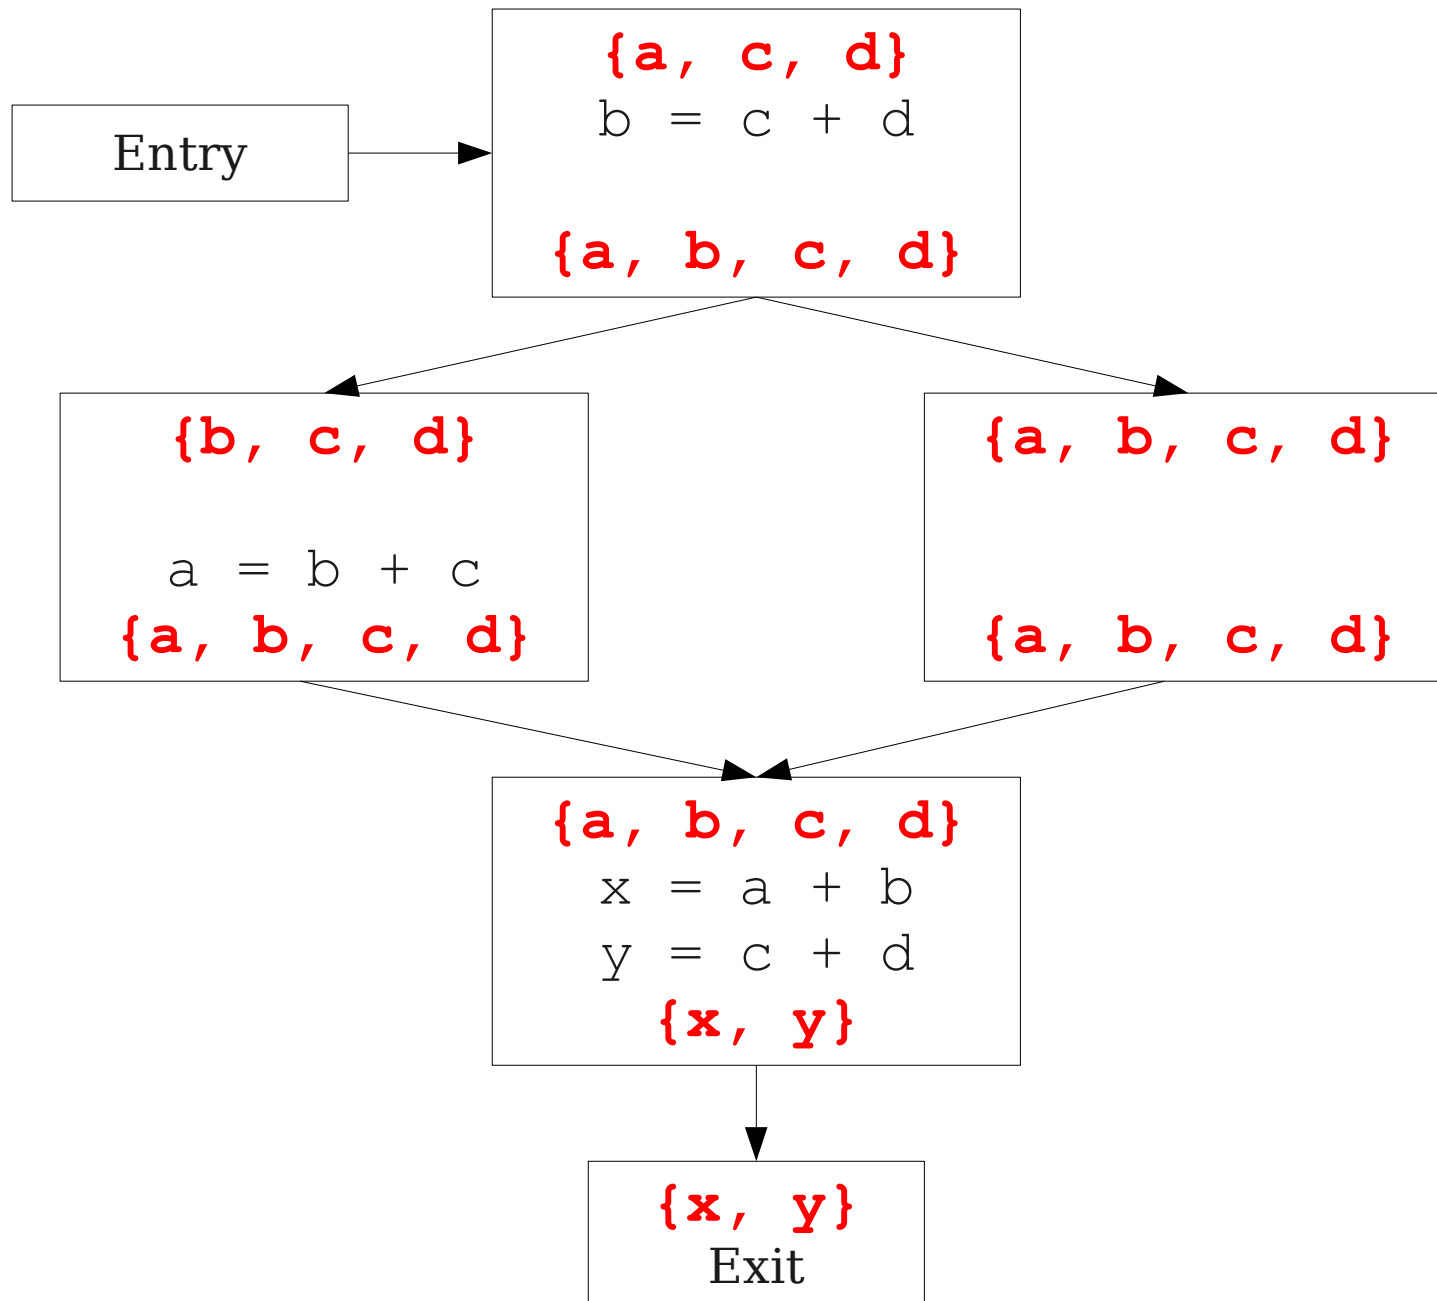 {a, c, d}
b = c + d
{a, b, c, d}
Entry
{b, c, d}
a = b + c
{a, b, c, d}
{a, b, c, d}
{a, b, c, d}
{a, b, c, d}
x = a + b
y = c + d
{x, y}
{x, y}
Exit